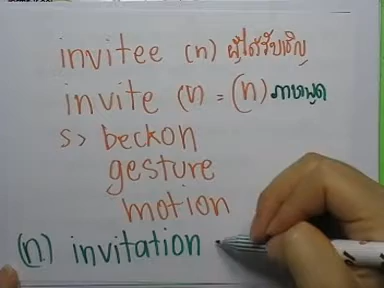 invitee (n) ผู้ได้รับเชิญ
invite (n = (n) ภาษาพูด
S> beckon
gesture
motion
(n) invitation